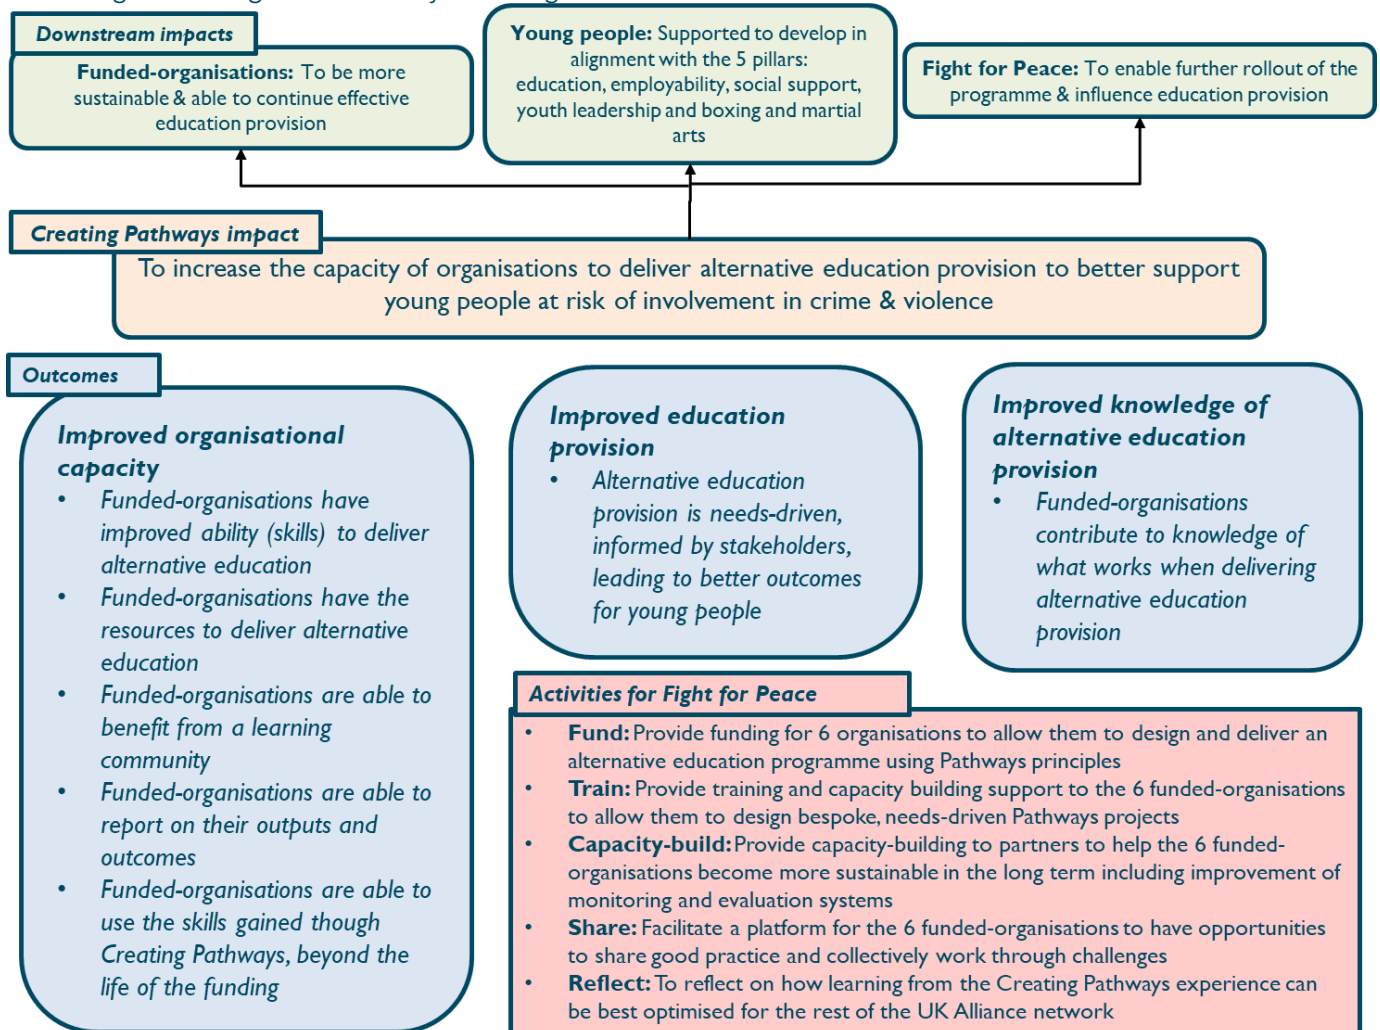 Downstream impacts
Funded-organisations: To be more
sustainable & able to continue effective
education provision
Young people: Supported to develop in
alignment with the 5 pillars:
education, employability, social support,
youth leadership and boxing and martial
arts
Fight for Peace: To enable further rollout of the
programme & influence education provision
Creating Pathways impact
To increase the capacity of organisations to deliver alternative education provision to better support
young people at risk of involvement in crime & violence
Outcomes
Improved organisational
capacity
• Funded-organisations have
improved ability (skills) to deliver
alternative education
• Funded-organisations have the
resources to deliver alternative
education
• Funded-organisations are able to
benefit from a learning
community
• Funded-organisations are able to
report on their outputs and
outcomes
• Funded-organisations are able to
use the skills gained though
Creating Pathways, beyond the
life of the funding
Improved education
provision
• Alternative education
provision is needs-driven,
informed by stakeholders,
leading to better outcomes
for young people
Improved knowledge of
alternative education
provision
• Funded-organisations
contribute to knowledge of
what works when delivering
alternative education
provision
Activities for Fight for Peace
• Fund: Provide funding for 6 organisations to allow them to design and deliver an
alternative education programme using Pathways principles
• Train: Provide training and capacity building support to the 6 funded-organisations
to allow them to design bespoke, needs-driven Pathways projects
• Capacity-build: Provide capacity-building to partners to help the 6 funded-
organisations become more sustainable in the long term including improvement of
monitoring and evaluation systems
• Share: Facilitate a platform for the 6 funded-organisations to have opportunities
to share good practice and collectively work through challenges
• Reflect: To reflect on how learning from the Creating Pathways experience can
be best optimised for the rest of the UK Alliance network